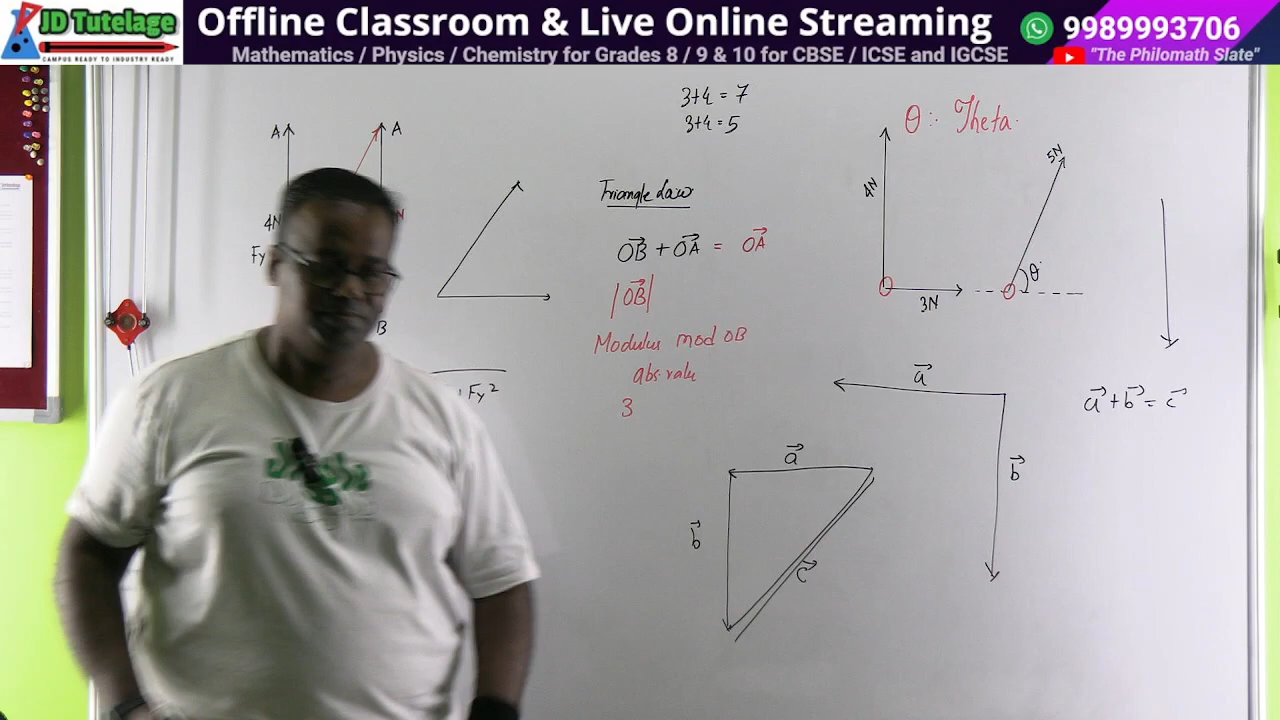 JD Tutelage
CAMPUS READY TO INDUSTRY READY
Offline Classroom & Live Online Streaming
9989993706
Mathematics / Physics / Chemistry for Grades 8 / 9 & 10 for CBSE / ICSE and IGCSE
"The Philomath Slate"
3+4 = 7
3+4 = 5
θ : Theta.
A
A
4N
N
Fy
B
Fy²
Triangle Law
OB⃗ + OA⃗ = OA⃗
|OB⃗|
Modulus mod OB
abs. value
3
4N
3N
5N
θ
a⃗
b⃗
a⃗ + b⃗ = c⃗
a⃗
b⃗
c⃗